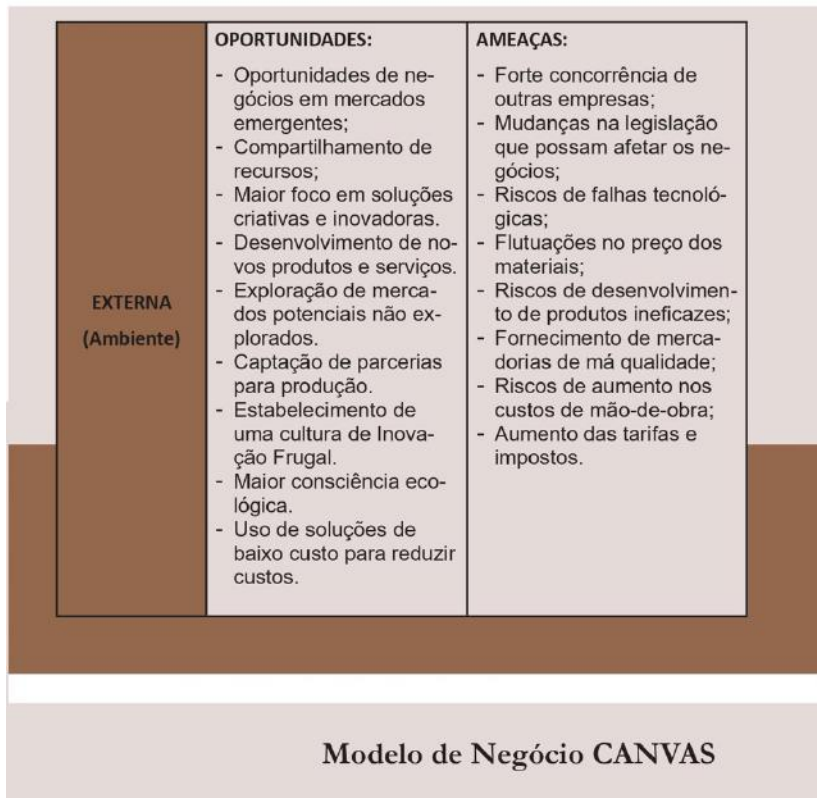 EXTERNA
(Ambiente)
OPORTUNIDADES:
- Oportunidades de ne-
gócios em mercados
emergentes;
- Compartilhamento de
recursos;
- Maior foco em soluções
criativas e inovadoras.
- Desenvolvimento de no-
vos produtos e serviços.
- Exploração de merca-
dos potenciais não ex-
plorados.
- Captação de parcerias
para produção.
- Estabelecimento de
uma cultura de Inova-
ção Frugal.
- Maior consciência eco-
lógica.
- Uso de soluções de
baixo custo para reduzir
custos.
AMEAÇAS:
- Forte concorrência de
outras empresas;
- Mudanças na legislação
que possam afetar os ne-
gócios;
- Riscos de falhas tecnoló-
gicas;
- Flutuações no preço dos
materiais;
- Riscos de desenvolvimen-
to de produtos ineficazes;
- Fornecimento de merca-
dorias de má qualidade;
- Riscos de aumento nos
custos de mão-de-obra;
- Aumento das tarifas e
impostos.
Modelo de Negócio CANVAS